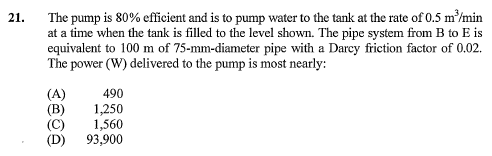 21. The pump is 80% efficient and is to pump water to the tank at the rate of 0.5 m³/min
at a time when the tank is filled to the level shown. The pipe system from B to E is
equivalent to 100 m of 75-mm-diameter pipe with a Darcy friction factor of 0.02.
The power (W) delivered to the pump is most nearly:
(A) 490
(B) 1,250
(C) 1,560
(D) 93,900